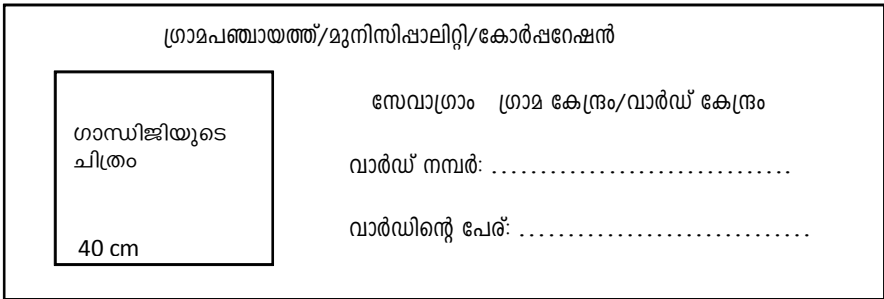 ഗ്രാമപഞ്ചായത്ത്/മുനിസിപ്പാലിറ്റി/കോർപ്പറേഷൻ
സേവാഗ്രാം ഗ്രാമ കേന്ദ്രം/വാർഡ് കേന്ദ്രം
ഗാന്ധിജിയുടെ
ചിത്രം
വാർഡ് നമ്പർ: ..............................
വാർഡിന്റെ പേര്: ..............................
40 cm